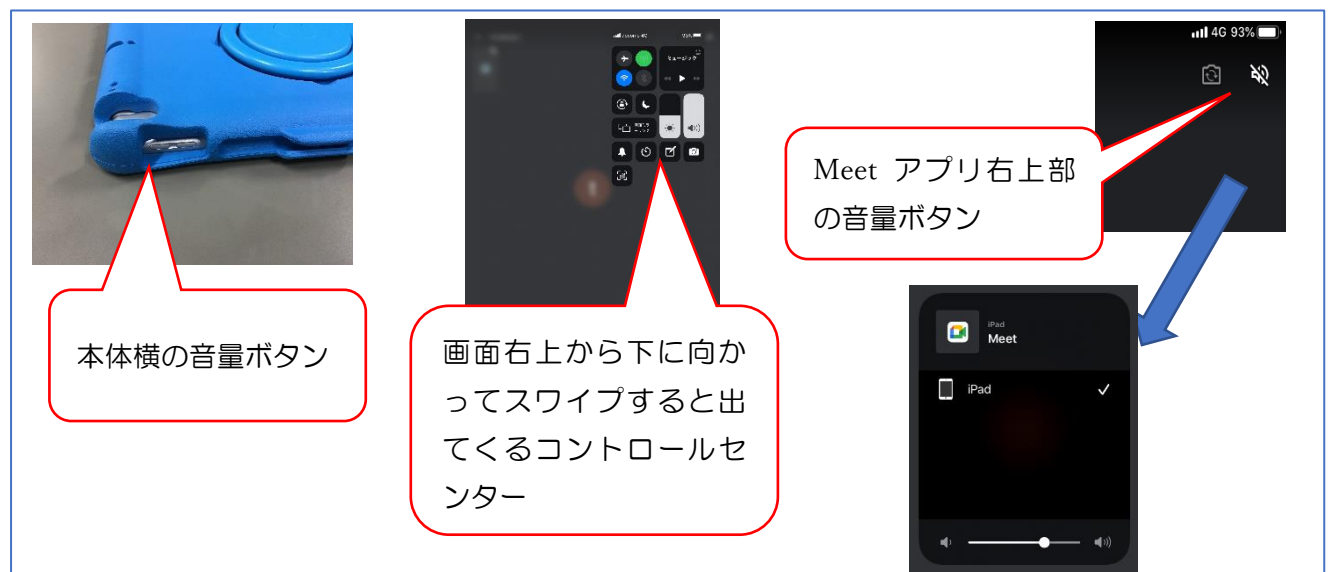 4G 93%
本体横の音量ボタン
画面右上から下に向か
ってスワイプすると出
てくるコントロールセ
ンター
Meet アプリ右上部
の音量ボタン
iPad
Meet
iPad